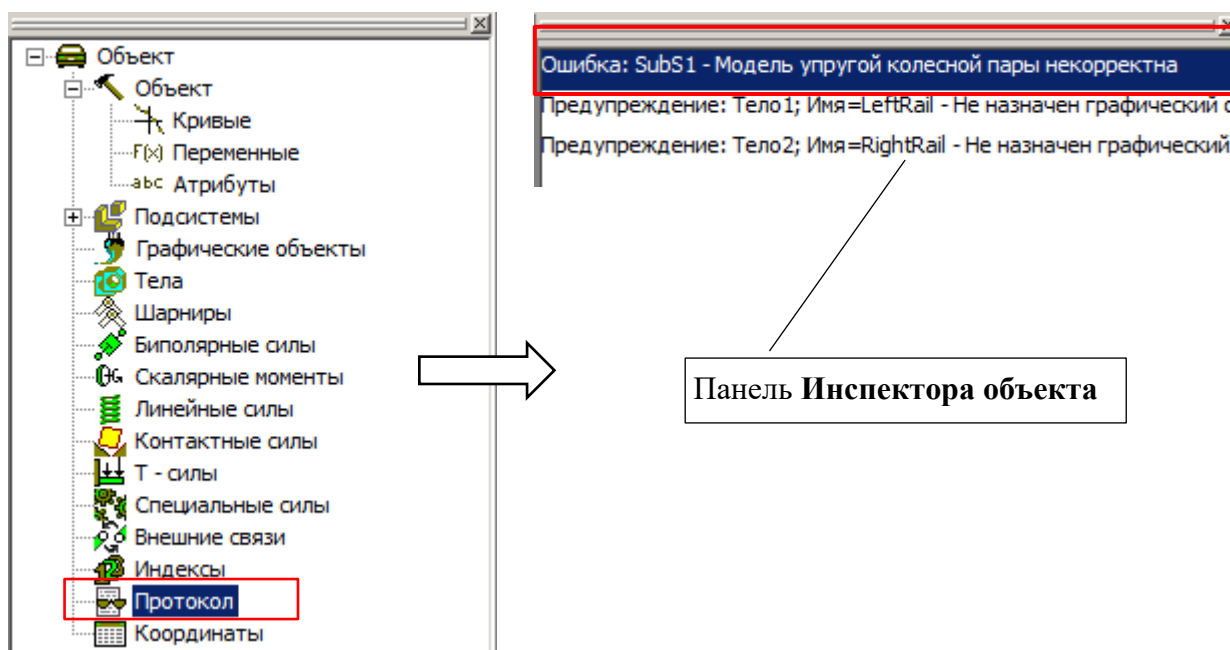 Объект
Объект
Кривые
F(x) Переменные
abc Атрибуты
Подсистемы
Графические объекты
Тела
Шарниры
Биполярные силы
Скалярные моменты
Линейные силы
Контактные силы
Т - силы
Специальные силы
Внешние связи
Индексы
Протокол
Координаты
Ошибка: SubS1 - Модель упругой колесной пары некорректна
Предупреждение: Тело1; Имя=LeftRail - Не назначен графический
Предупреждение: Тело2; Имя=RightRail - Не назначен графический
Панель Инспектора объекта